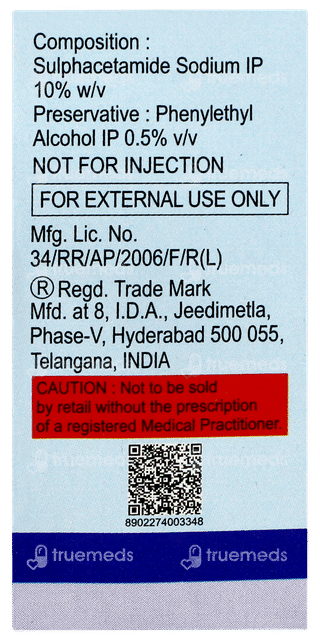 Composition :
Sulphacetamide Sodium IP
10% w/v
Preservative : Phenylethyl
Alcohol IP 0.5% v/v
NOT FOR INJECTION
FOR EXTERNAL USE ONLY
Mfg. Lic. No.
34/RR/AP/2006/F/R(L)
® Regd. Trade Mark
Mfd. at 8, I.D.A., Jeedimetla,
Phase-V, Hyderabad 500 055,
Telangana, INDIA
CAUTION : Not to be sold
by retail without the prescription
of a registered Medical Practitioner.
8902274003348
truemeds truemeds